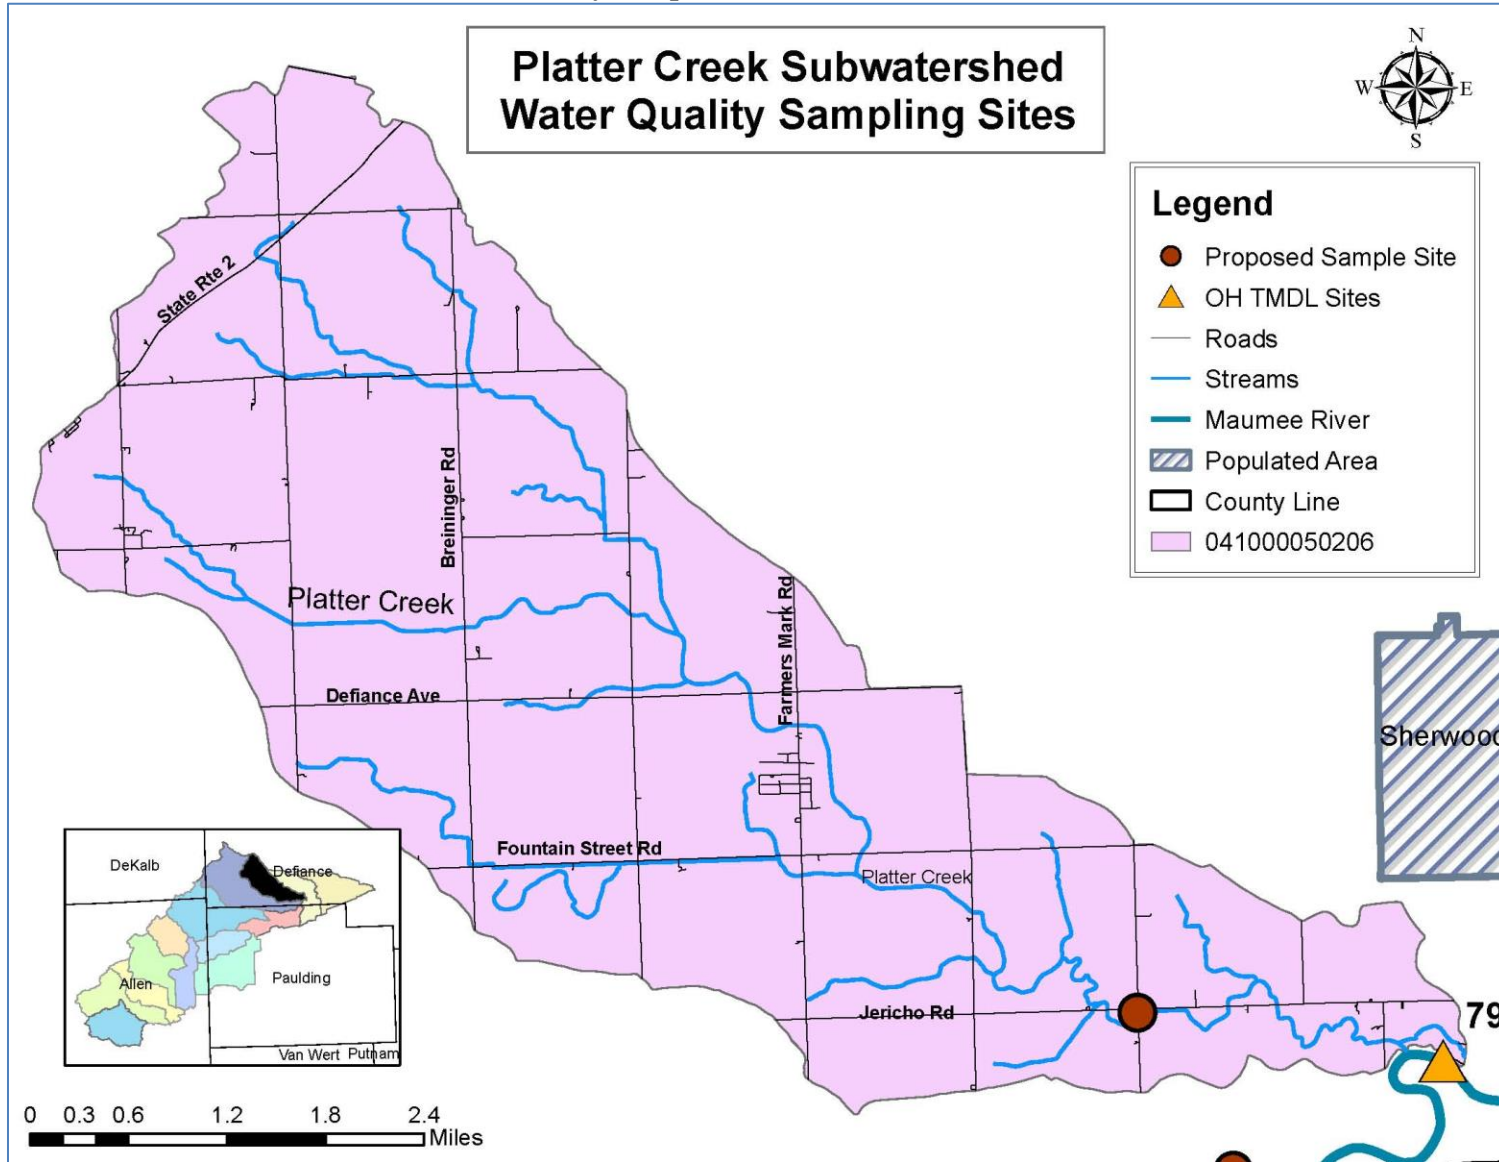 Platter Creek Subwatershed
Water Quality Sampling Sites
N
W E
S
Legend
Proposed Sample Site
OH TMDL Sites
Roads
Streams
Maumee River
Populated Area
County Line
041000050206
State Rte 2
Breininger Rd
Platter Creek
Farmers Mark Rd
Defiance Ave
Sherwood
Fountain Street Rd
Platter Creek
Jericho Rd
79
DeKalb
Defiance
Allen
Paulding
Van Wert
Putnam
0 0.3 0.6 1.2 1.8 2.4
Miles